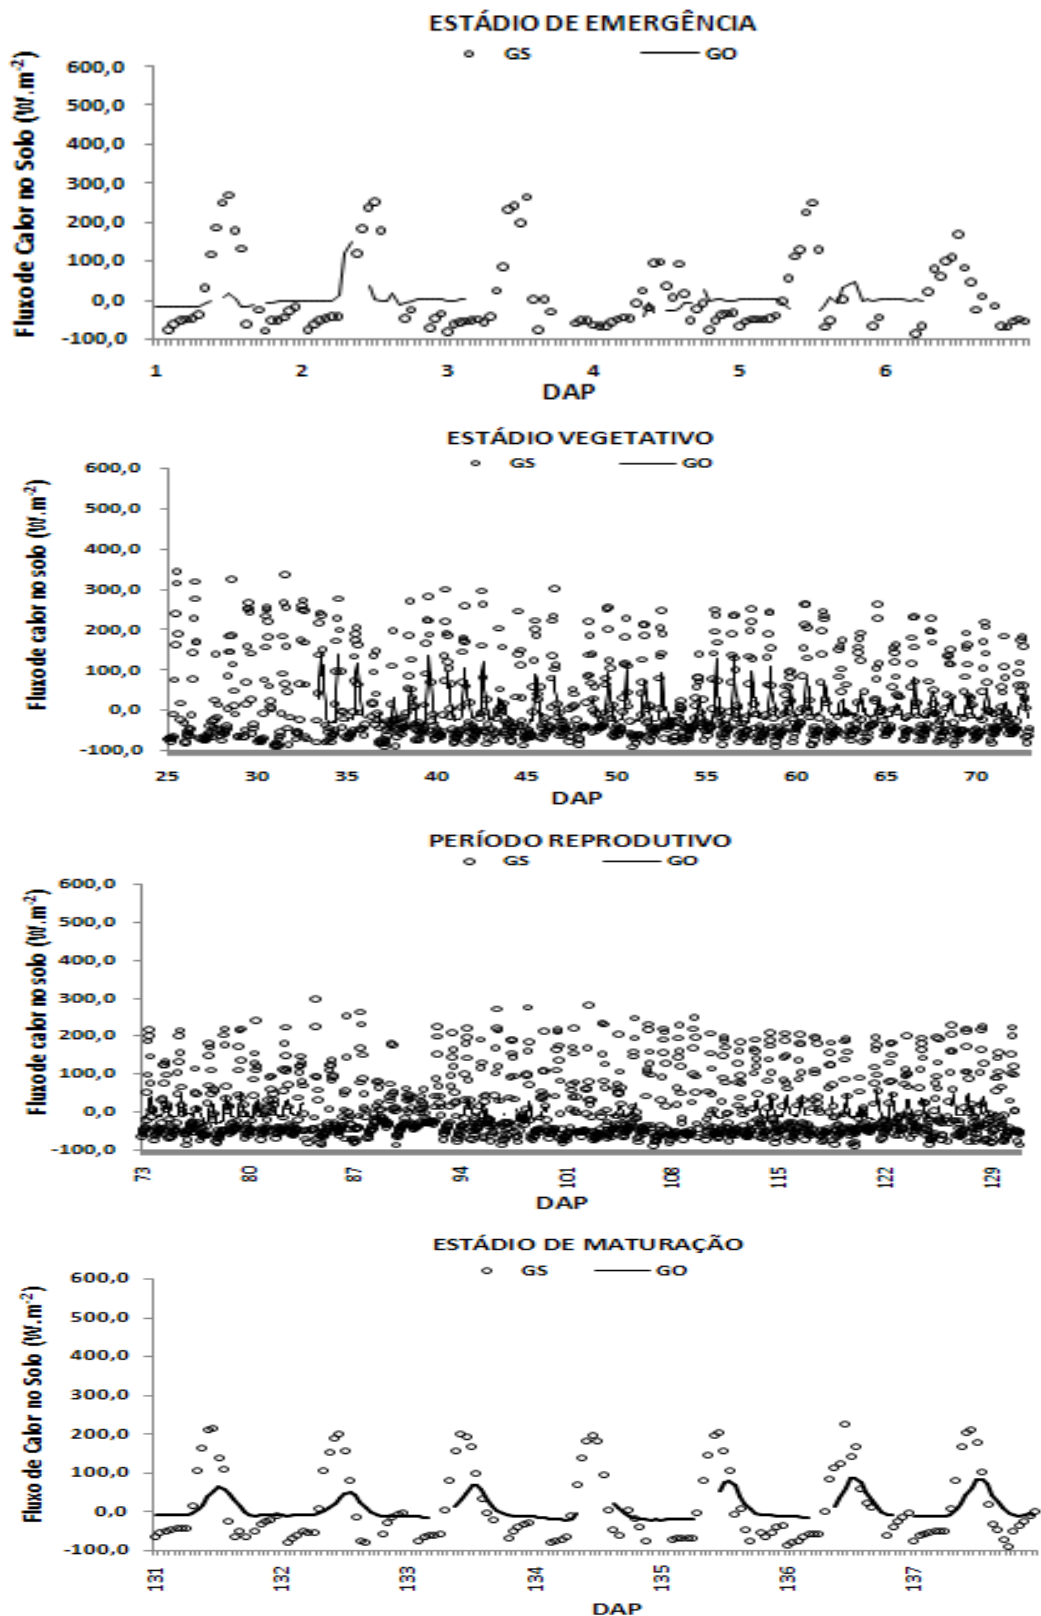 ESTÁDIO DE EMERGÊNCIA
GS GO
Fluxo de Calor no Solo (W.m-2)
600,0
500,0
400,0
300,0
200,0
100,0
0,0
-100,0
1 2 3 4 5 6
DAP
ESTÁDIO VEGETATIVO
GS GO
Fluxo de calor no solo (W.m-2)
600,0
500,0
400,0
300,0
200,0
100,0
0,0
-100,0
25 30 35 40 45 50 55 60 65 70
DAP
PERÍODO REPRODUTIVO
GS GO
Fluxo de calor no solo (W.m-2)
600,0
500,0
400,0
300,0
200,0
100,0
0,0
-100,0
73 80 87 94 101 108 115 122 129
DAP
ESTÁDIO DE MATURAÇÃO
GS GO
Fluxo de Calor no Solo (W.m-2)
600,0
500,0
400,0
300,0
200,0
100,0
0,0
-100,0
131 132 133 134 135 136 137
DAP